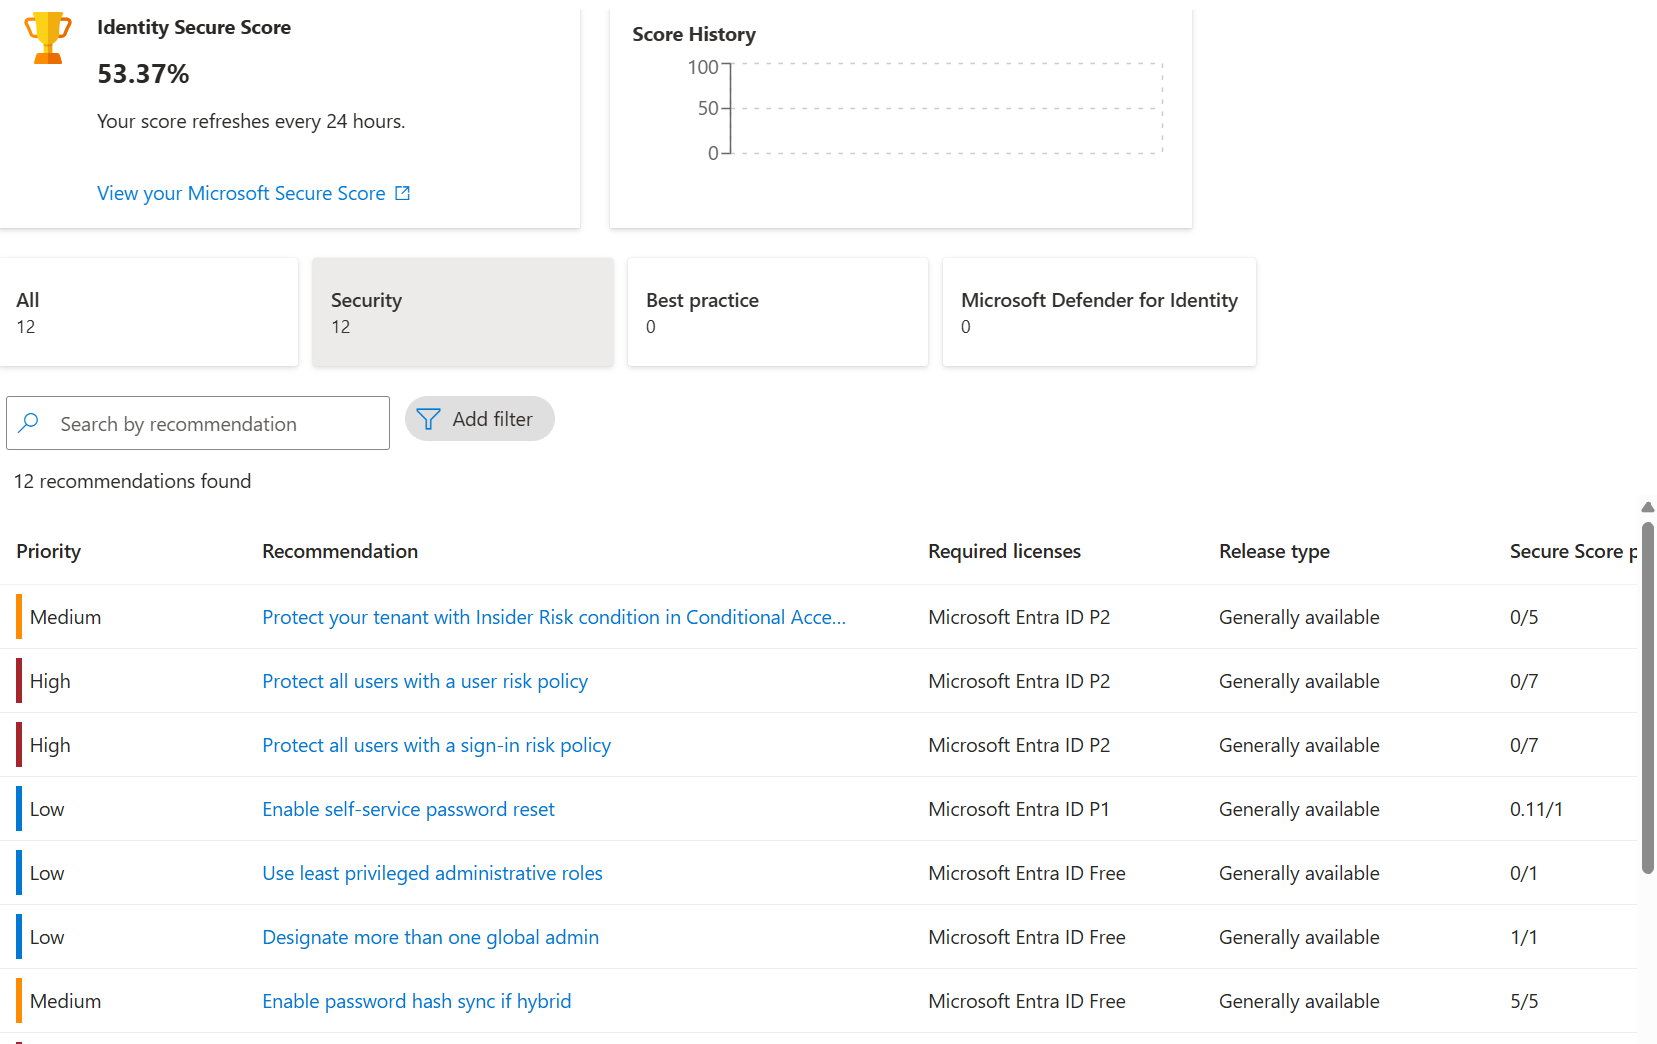 Identity Secure Score
53.37%
Your score refreshes every 24 hours.
View your Microsoft Secure Score
Score History
100
50
0
All
12
Security
12
Best practice
0
Microsoft Defender for Identity
0
Search by recommendation
Add filter
12 recommendations found
Priority Recommendation Required licenses Release type Secure Score p
Medium Protect your tenant with Insider Risk condition in Conditional Acce... Microsoft Entra ID P2 Generally available 0/5
High Protect all users with a user risk policy Microsoft Entra ID P2 Generally available 0/7
High Protect all users with a sign-in risk policy Microsoft Entra ID P2 Generally available 0/7
Low Enable self-service password reset Microsoft Entra ID P1 Generally available 0.11/1
Low Use least privileged administrative roles Microsoft Entra ID Free Generally available 0/1
Low Designate more than one global admin Microsoft Entra ID Free Generally available 1/1
Medium Enable password hash sync if hybrid Microsoft Entra ID Free Generally available 5/5